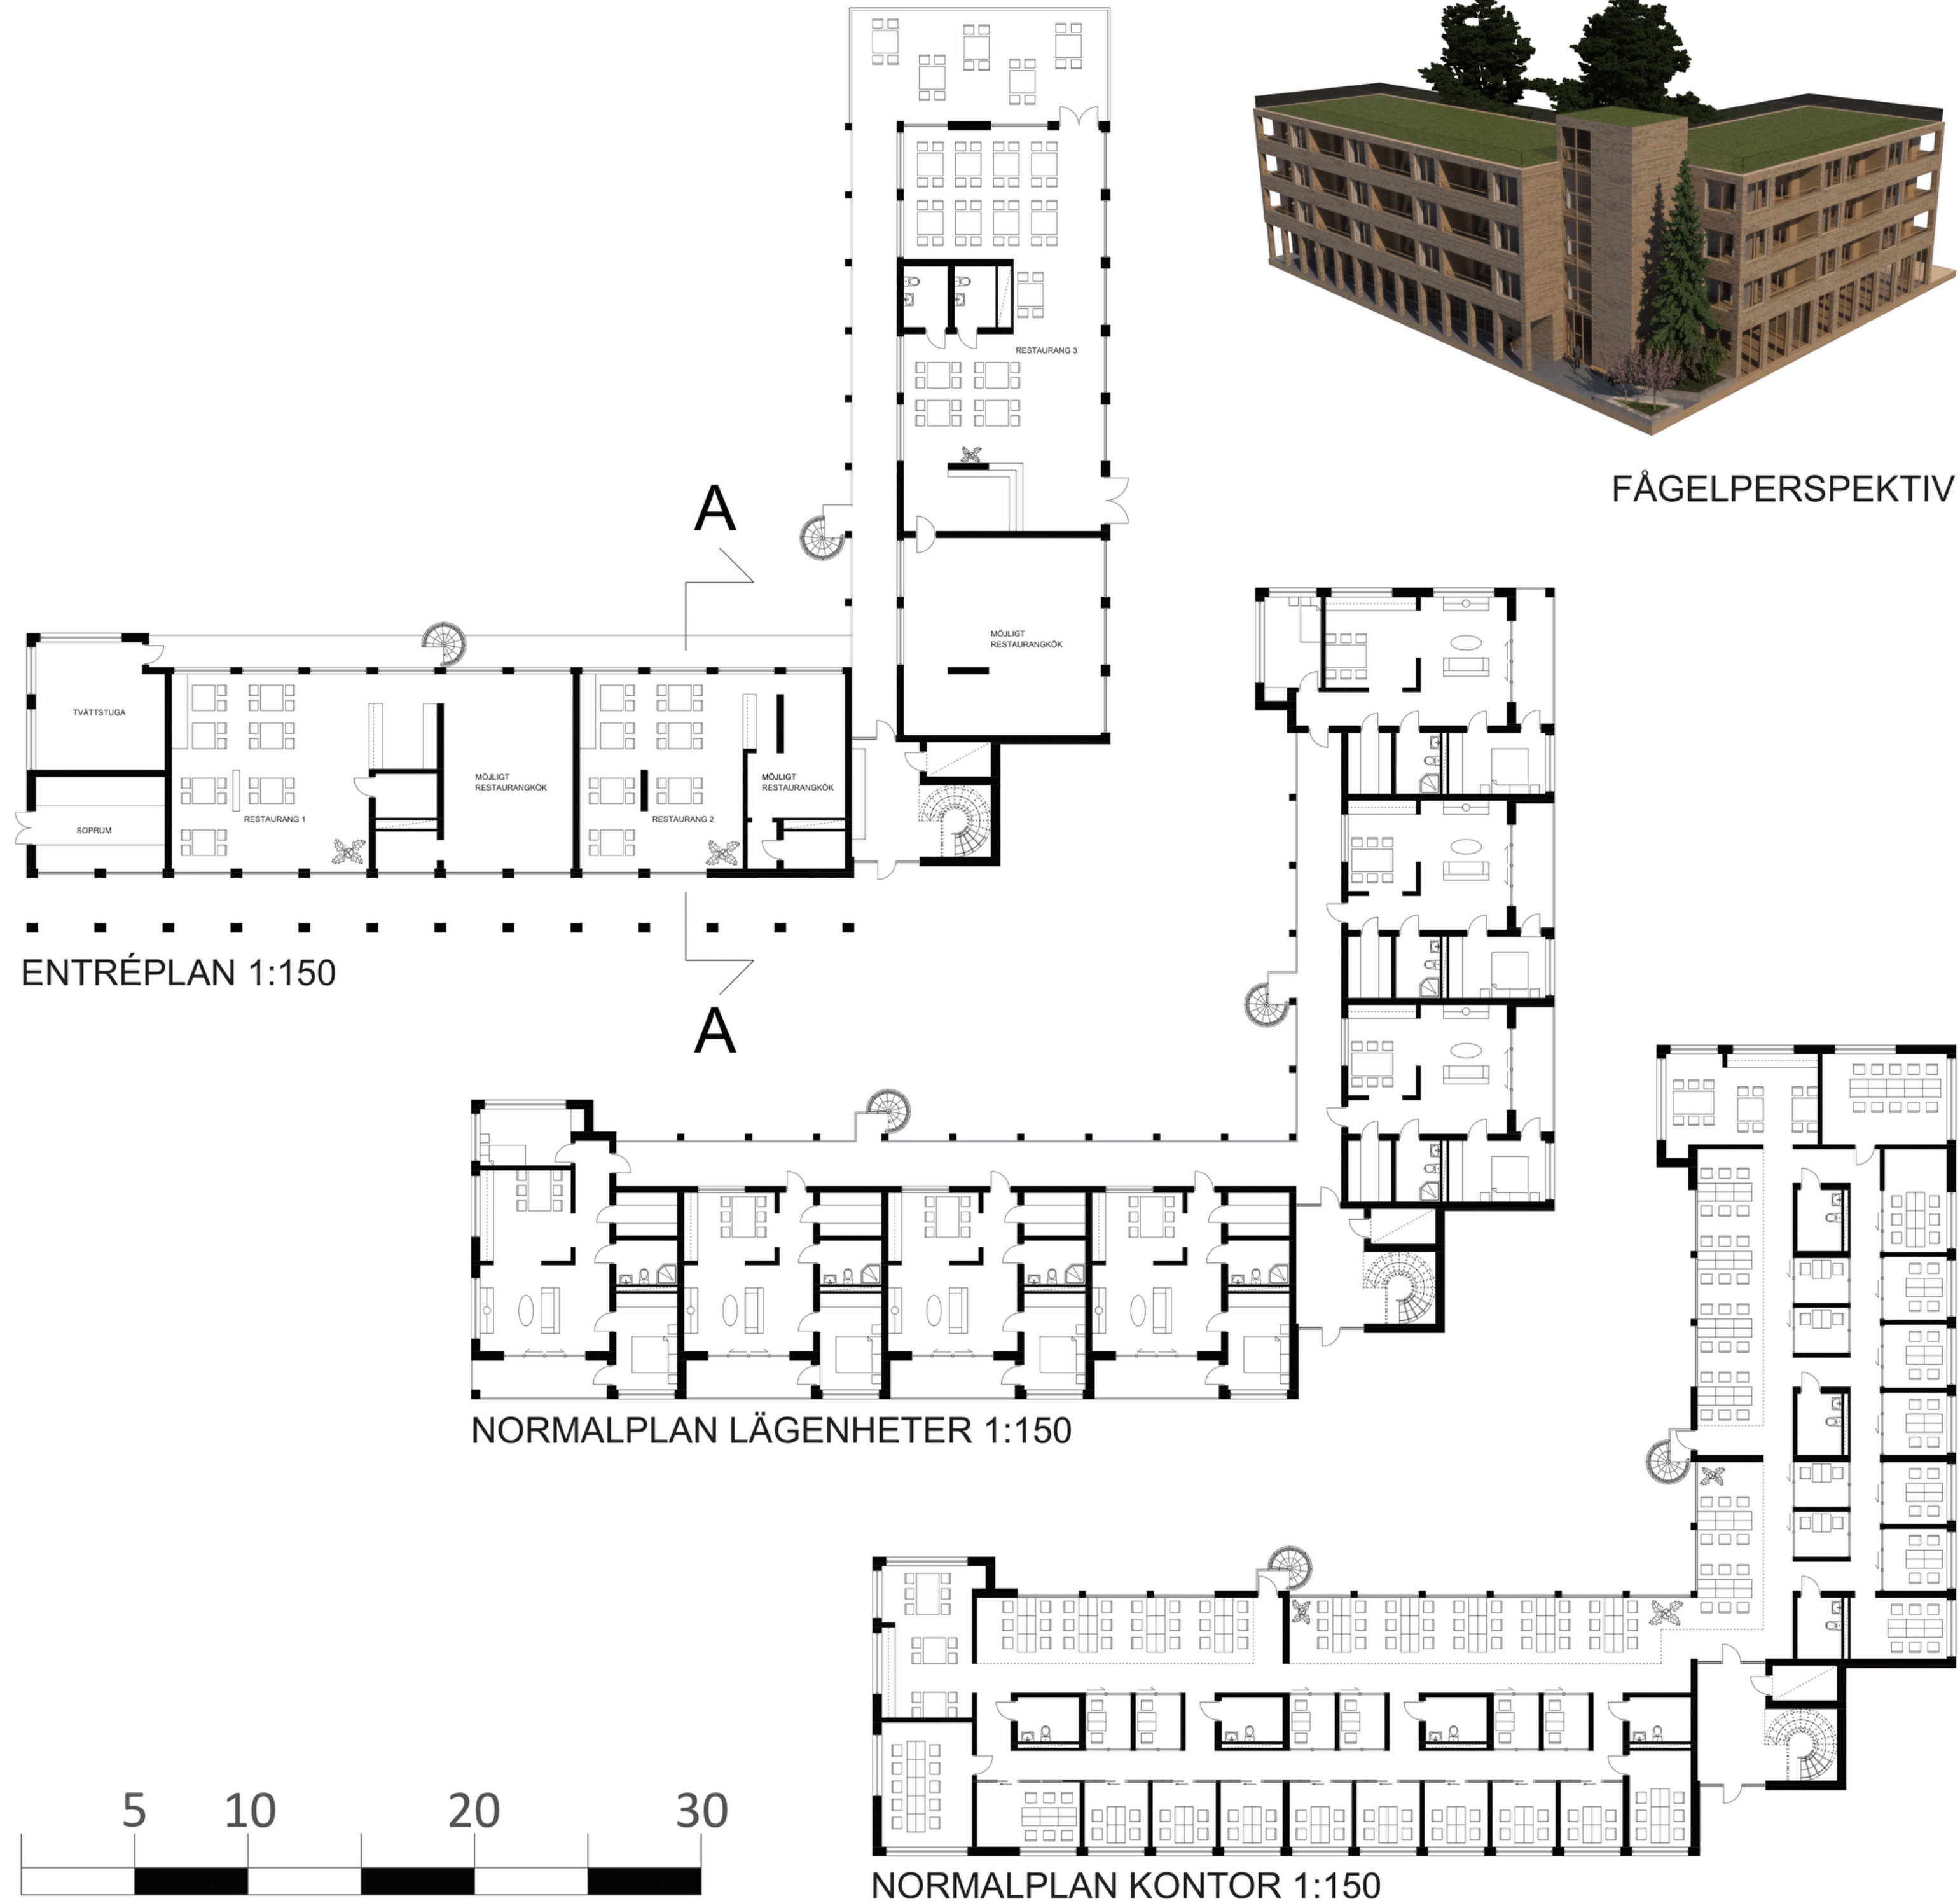 FÅGELPERSPEKTIV
RESTAURANG 3
A
MÖJLIGT
RESTAURANGKÖK
TVÄTTSTUGA
SOPRUM
RESTAURANG 1
MÖJLIGT
RESTAURANGKÖK
RESTAURANG 2
MÖJLIGT
RESTAURANGKÖK
ENTRÉPLAN 1:150
A
NORMALPLAN LÄGENHETER 1:150
5 10 20 30
NORMALPLAN KONTOR 1:150